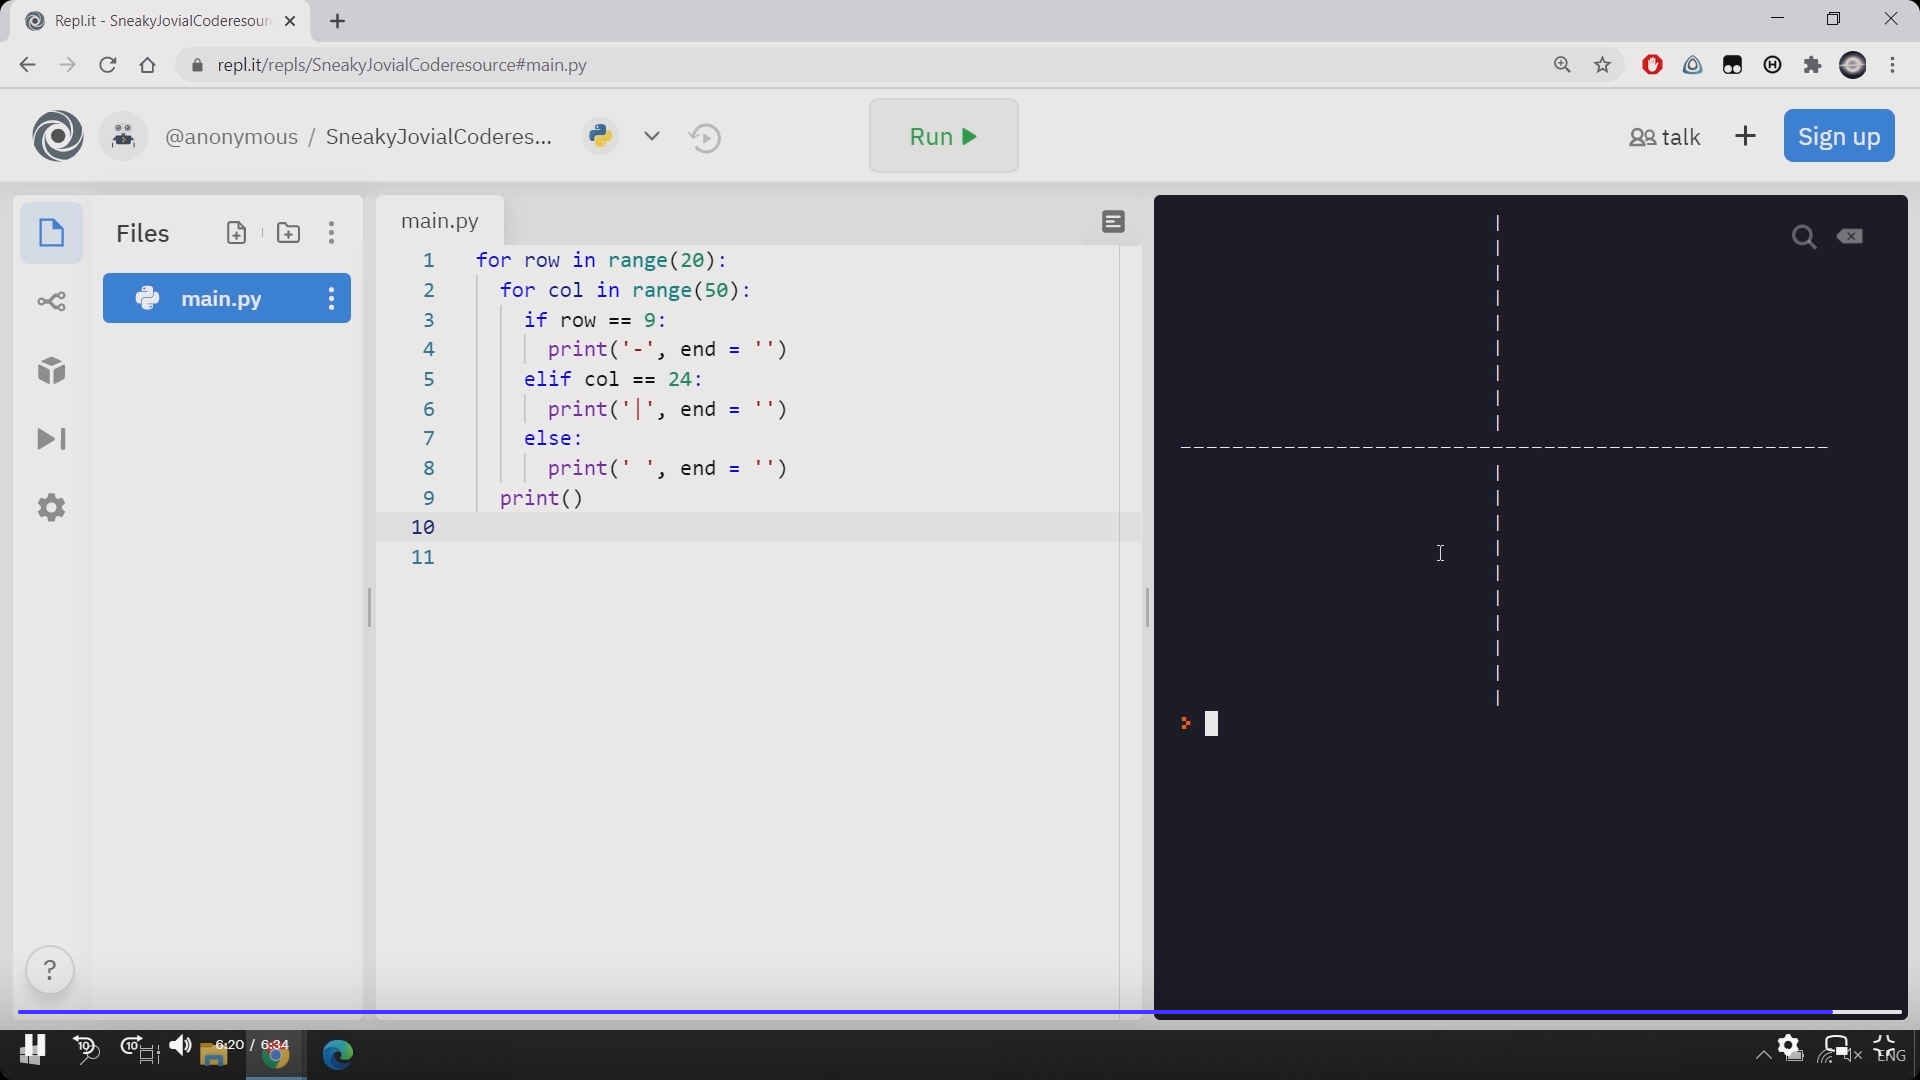 Repl.it - SneakyJovialCoderesour
repl.it/repls/SneakyJovialCoderesource#main.py
@anonymous / SneakyJovialCoderes...
Run
talk
Sign up
Files
main.py
main.py
1 for row in range(20):
2 for col in range(50):
3 if row == 9:
4 print('-', end = '')
5 elif col == 24:
6 print('|', end = '')
7 else:
8 print(' ', end = '')
9 print()
10
11
|
|
|
|
|
|
|
|
|
--------------------------------------------------
|
|
|
|
|
|
|
|
|
|
?
10
10
6:20 / 6:34
ENG